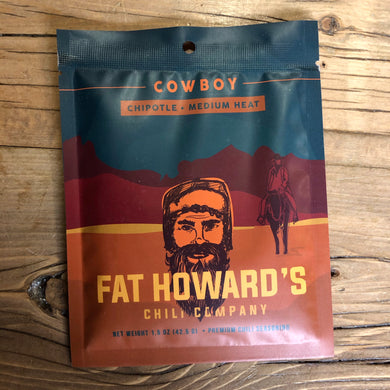 COWBOY
CHIPOTLE • MEDIUM HEAT
FAT HOWARD'S
CHILI COMPANY
NET WEIGHT 1.5 OZ (42.5 G) • PREMIUM CHILI SEASONING